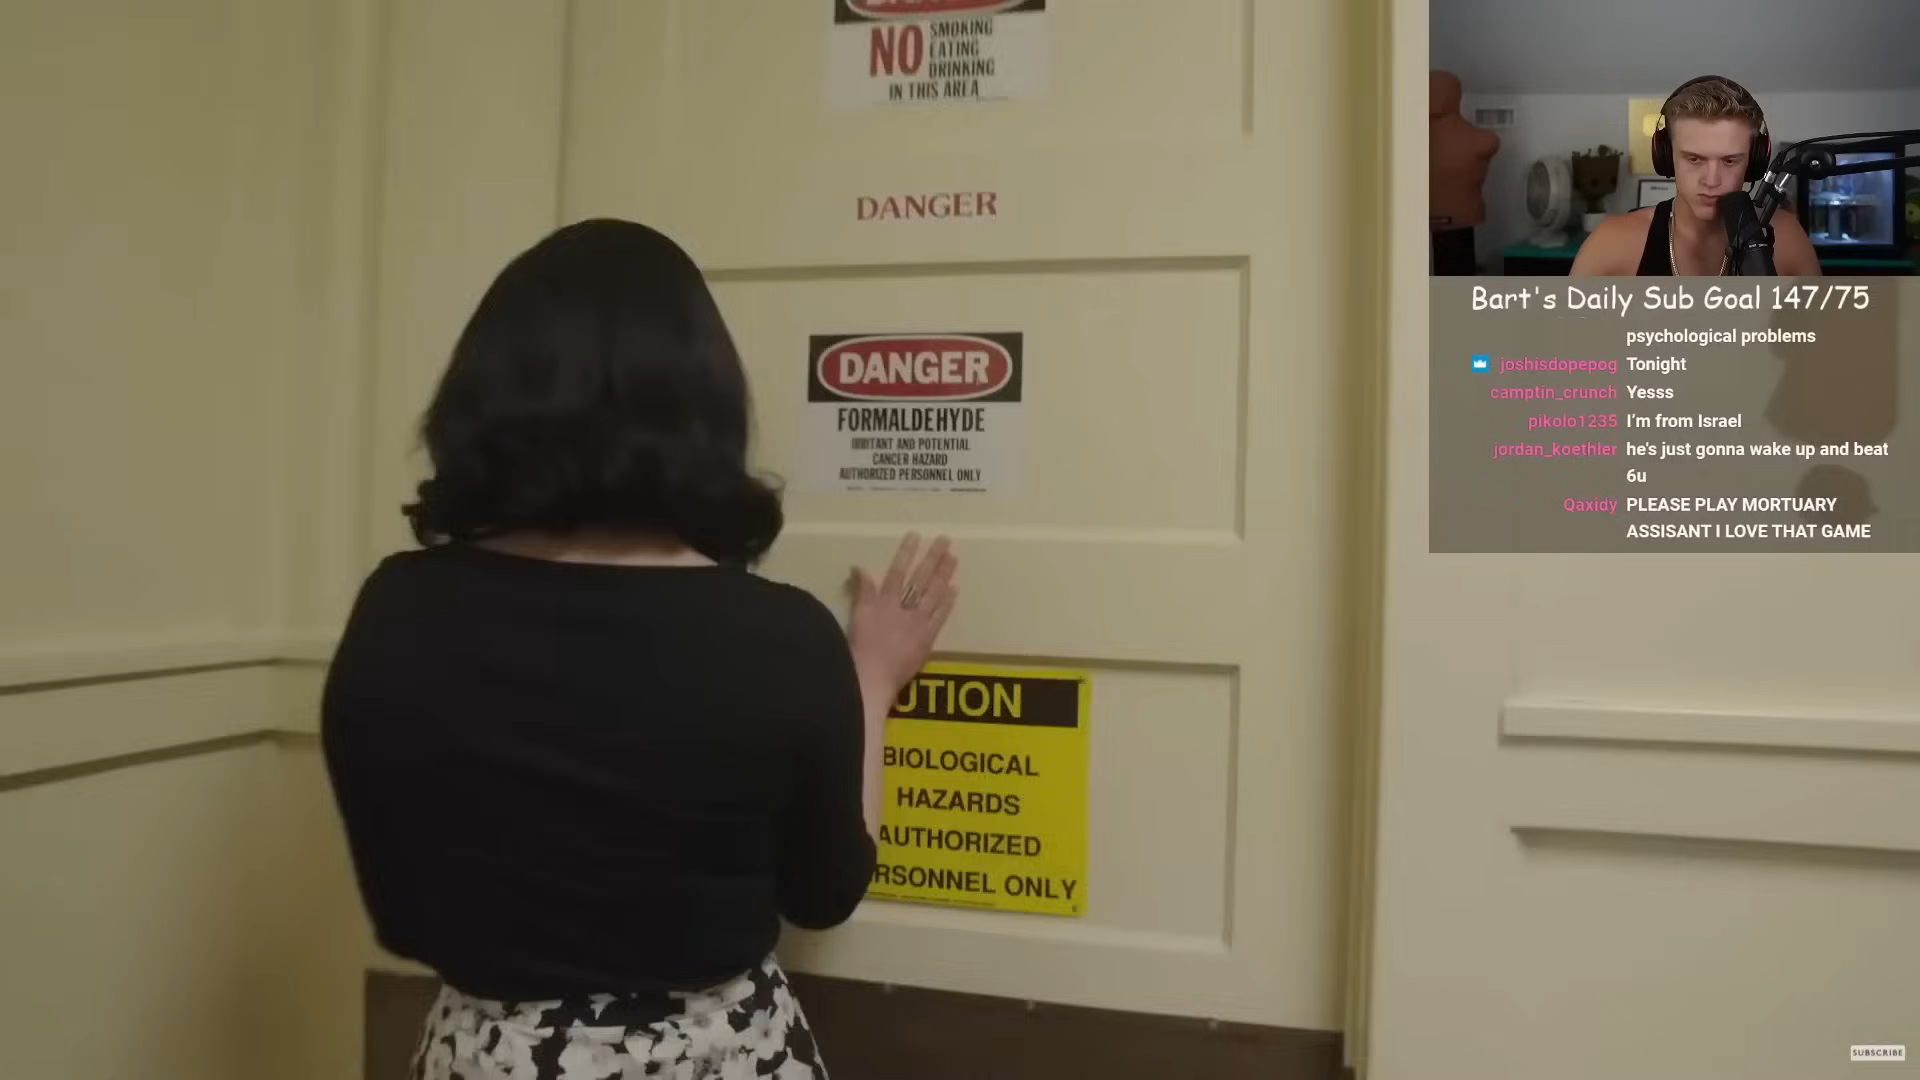 NO SMOKING
EATING
DRINKING
IN THIS AREA
DANGER
DANGER
FORMALDEHYDE
IRRITANT AND POTENTIAL
CANCER HAZARD
AUTHORIZED PERSONNEL ONLY
UTION
BIOLOGICAL
HAZARDS
AUTHORIZED
RSONNEL ONLY
Bart's Daily Sub Goal 147/75
psychological problems
joshisdopepog Tonight
camptin_crunch Yesss
pikolo1235 I'm from Israel
jordan_koethler he's just gonna wake up and beat
6u
Qaxidy PLEASE PLAY MORTUARY
ASSISANT I LOVE THAT GAME
SUBSCRIBE